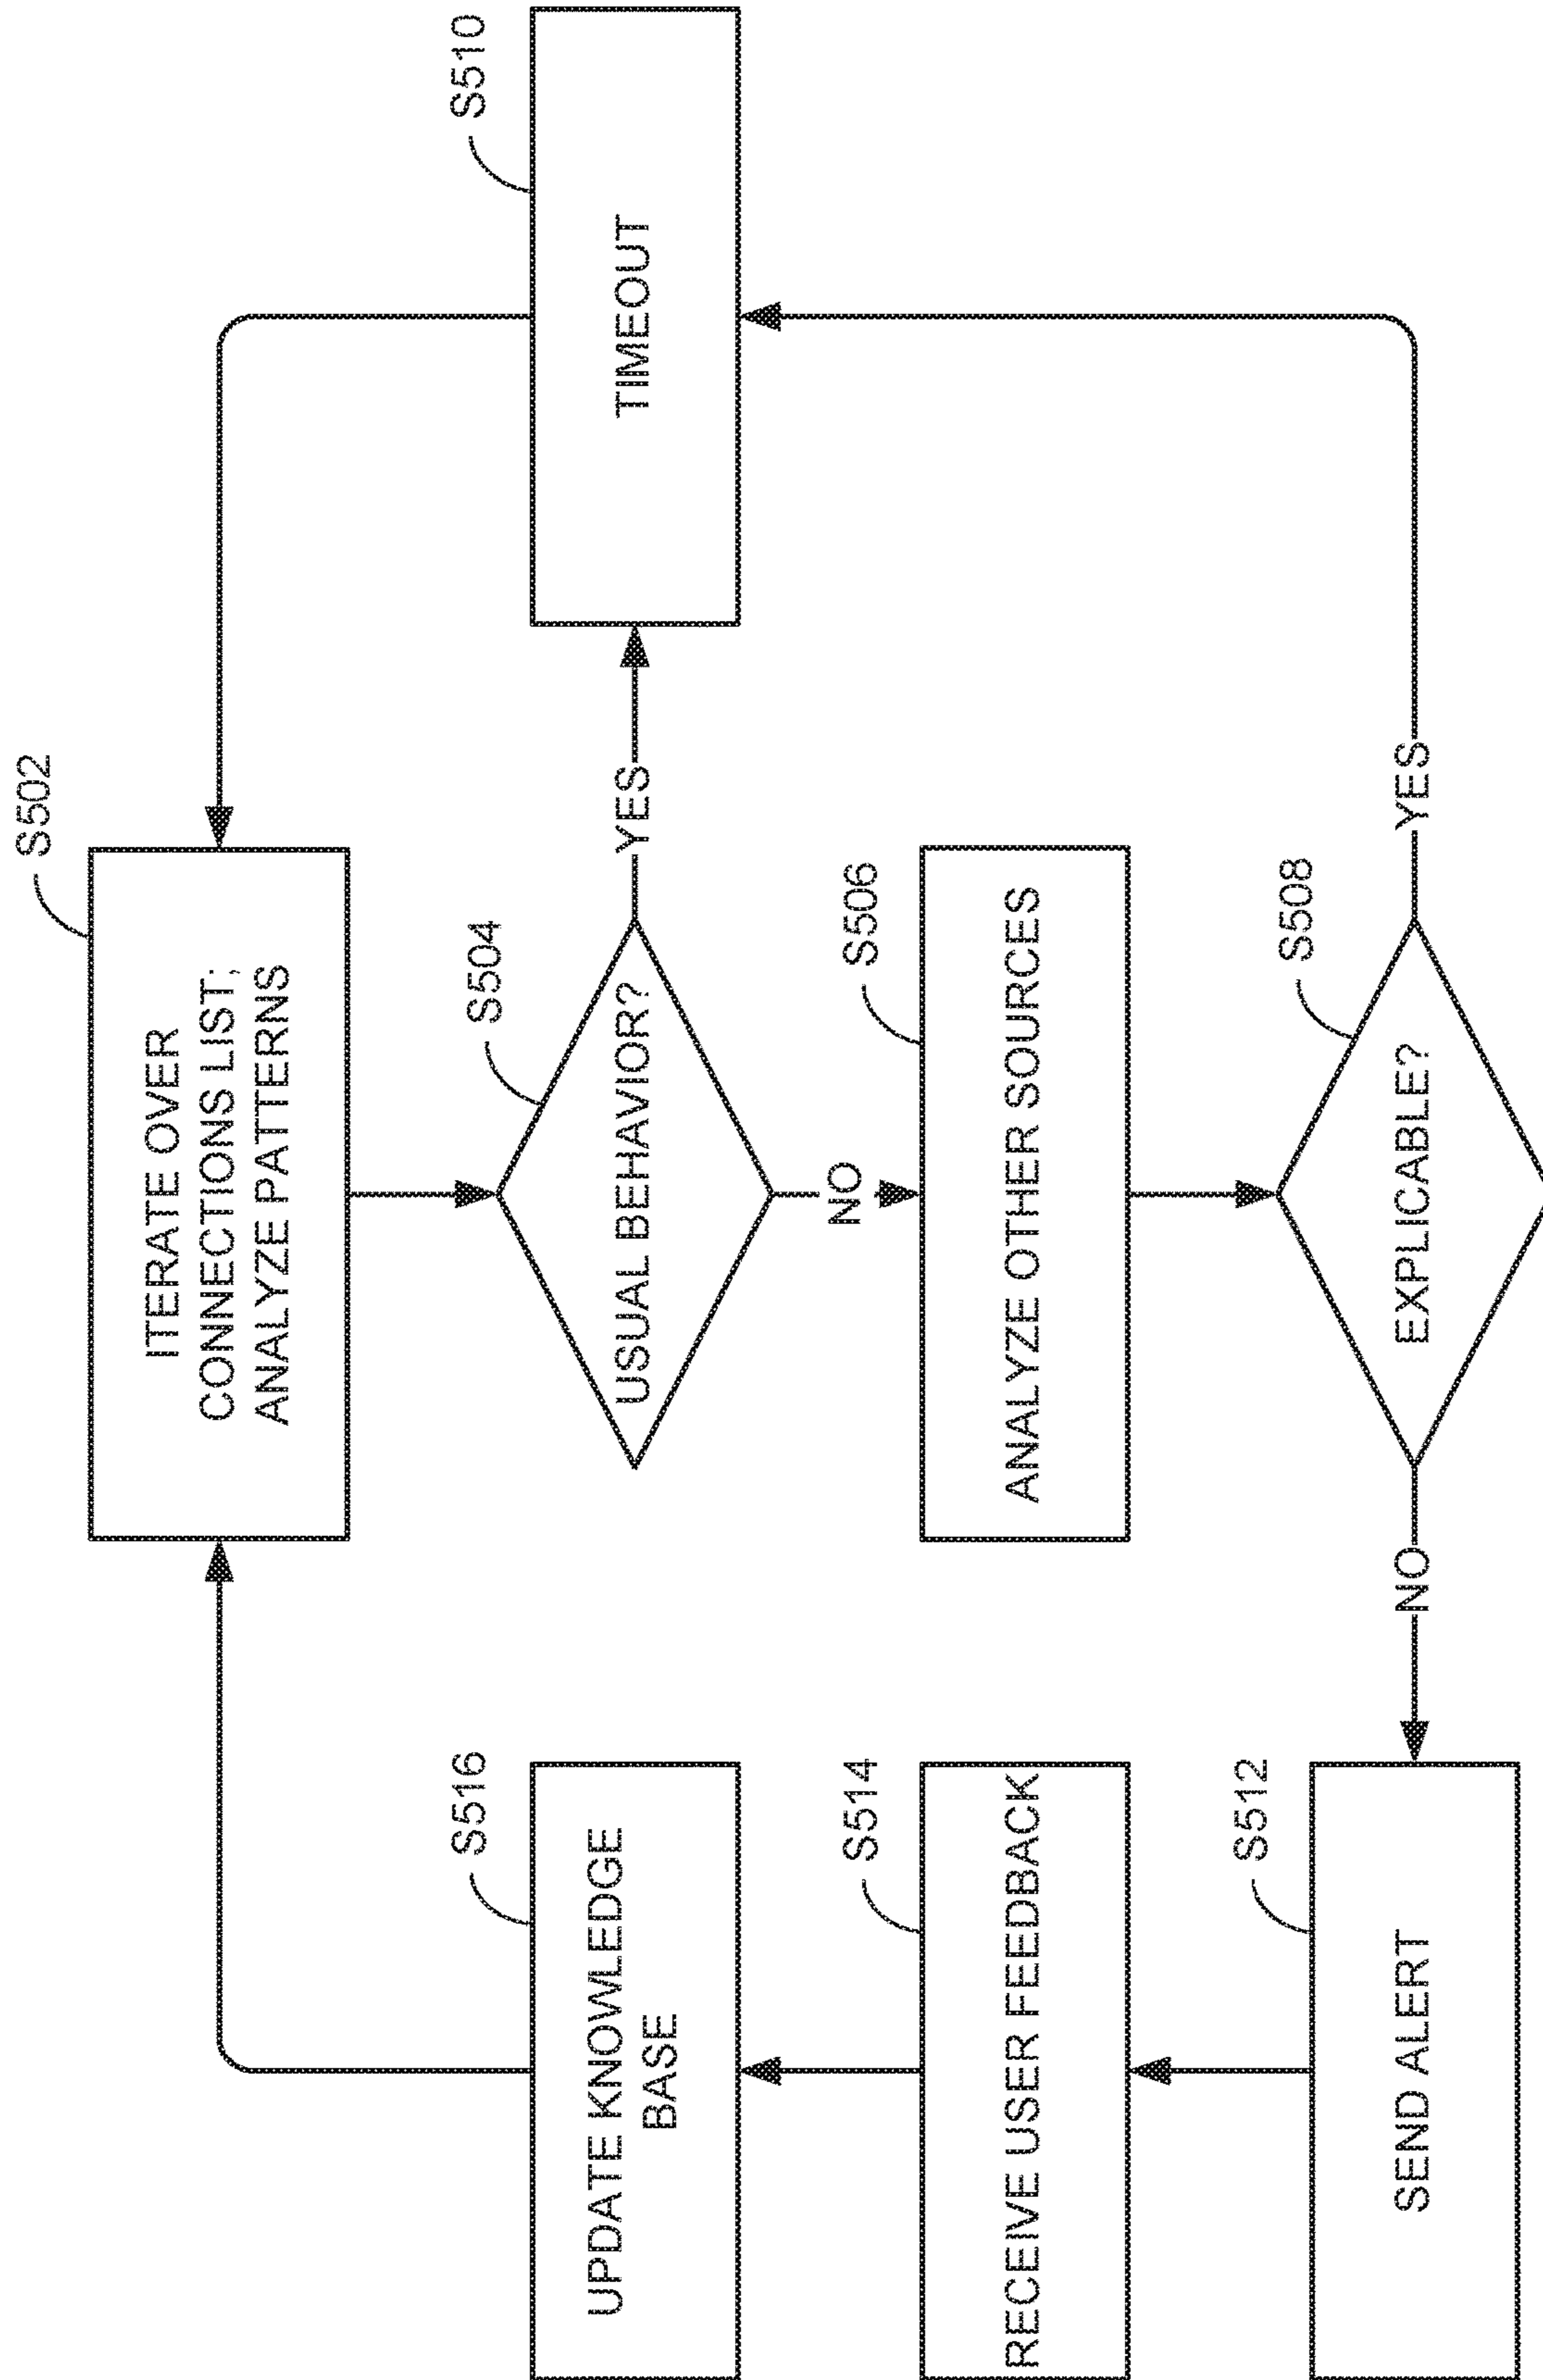 S502
ITERATE OVER
CONNECTIONS LIST;
ANALYZE PATTERNS
S504
USUAL BEHAVIOR?
YES
S510
TIMEOUT
NO
S506
ANALYZE OTHER SOURCES
S508
EXPLICABLE?
YES
NO
S512
SEND ALERT
S514
RECEIVE USER FEEDBACK
S516
UPDATE KNOWLEDGE
BASE